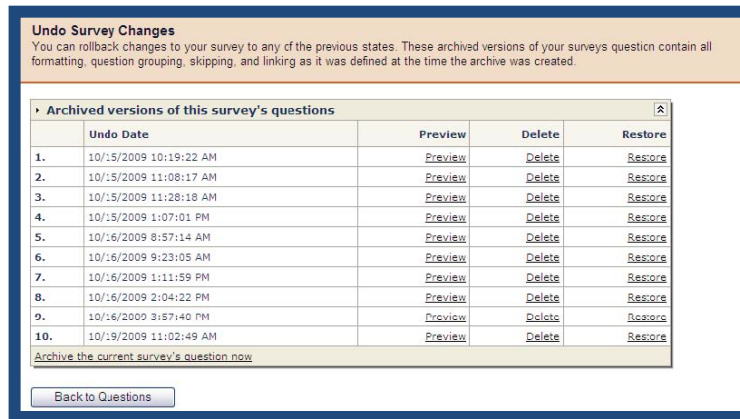 Undo Survey Changes
You can rollback changes to your survey to any of the previous states. These archived versions of your surveys question contain all
formatting, question grouping, skipping, and linking as it was defined at the time the archive was created.
Archived versions of this survey's questions
Undo Date Preview Delete Restore
1. 10/15/2009 10:19:22 AM Preview Delete Restore
2. 10/15/2009 11:08:17 AM Preview Delete Restore
3. 10/15/2009 11:28:18 AM Preview Delete Restore
4. 10/15/2009 1:07:01 PM Preview Delete Restore
5. 10/16/2009 8:57:14 AM Preview Delete Restore
6. 10/16/2009 9:23:05 AM Preview Delete Restore
7. 10/16/2009 1:11:59 PM Preview Delete Restore
8. 10/16/2009 2:04:22 PM Preview Delete Restore
9. 10/16/2009 3:57:40 PM Preview Delete Restore
10. 10/19/2009 11:02:49 AM Preview Delete Restore
Archive the current survey's question now
Back to Questions